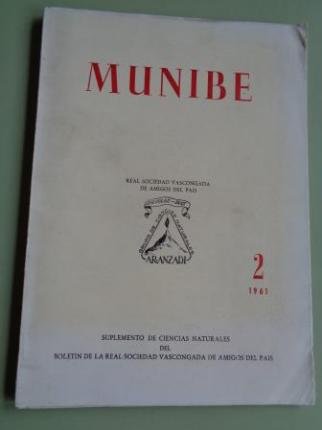 MUNIBE
REAL SOCIEDAD VASCONGADA
DE AMIGOS DEL PAIS
ARANZADI
2
1961
SUPLEMENTO DE CIENCIAS NATURALES
DEL
BOLETIN DE LA REAL SOCIEDAD VASCONGADA DE AMIGOS DEL PAIS